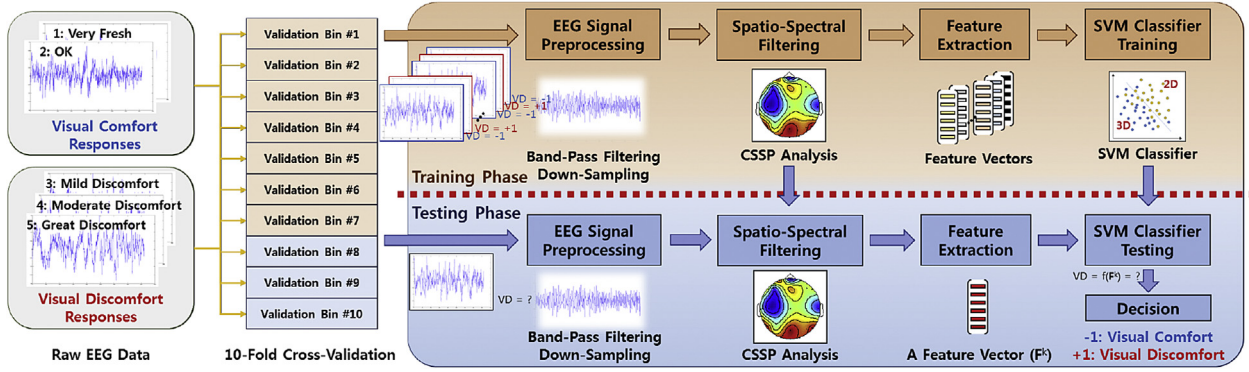 1: Very Fresh
2: OK
Visual Comfort
Responses
3: Mild Discomfort
4: Moderate Discomfort
5: Great Discomfort
Visual Discomfort
Responses
Raw EEG Data
Validation Bin #1
Validation Bin #2
Validation Bin #3
Validation Bin #4
Validation Bin #5
Validation Bin #6
Validation Bin #7
Validation Bin #8
Validation Bin #9
Validation Bin #10
10-Fold Cross-Validation
EEG Signal
Preprocessing
Spatio-Spectral
Filtering
Feature
Extraction
SVM Classifier
Training
VD = -1
VD = +1
VD = -1
VD = +1
VD = -1
2D
3D
Band-Pass Filtering
Down-Sampling
CSSP Analysis
Feature Vectors
SVM Classifier
Training Phase
Testing Phase
EEG Signal
Preprocessing
Spatio-Spectral
Filtering
Feature
Extraction
SVM Classifier
Testing
VD = ?
VD = f(Fᵏ) = ?
Decision
Band-Pass Filtering
Down-Sampling
CSSP Analysis
A Feature Vector (Fᵏ)
-1: Visual Comfort
+1: Visual Discomfort